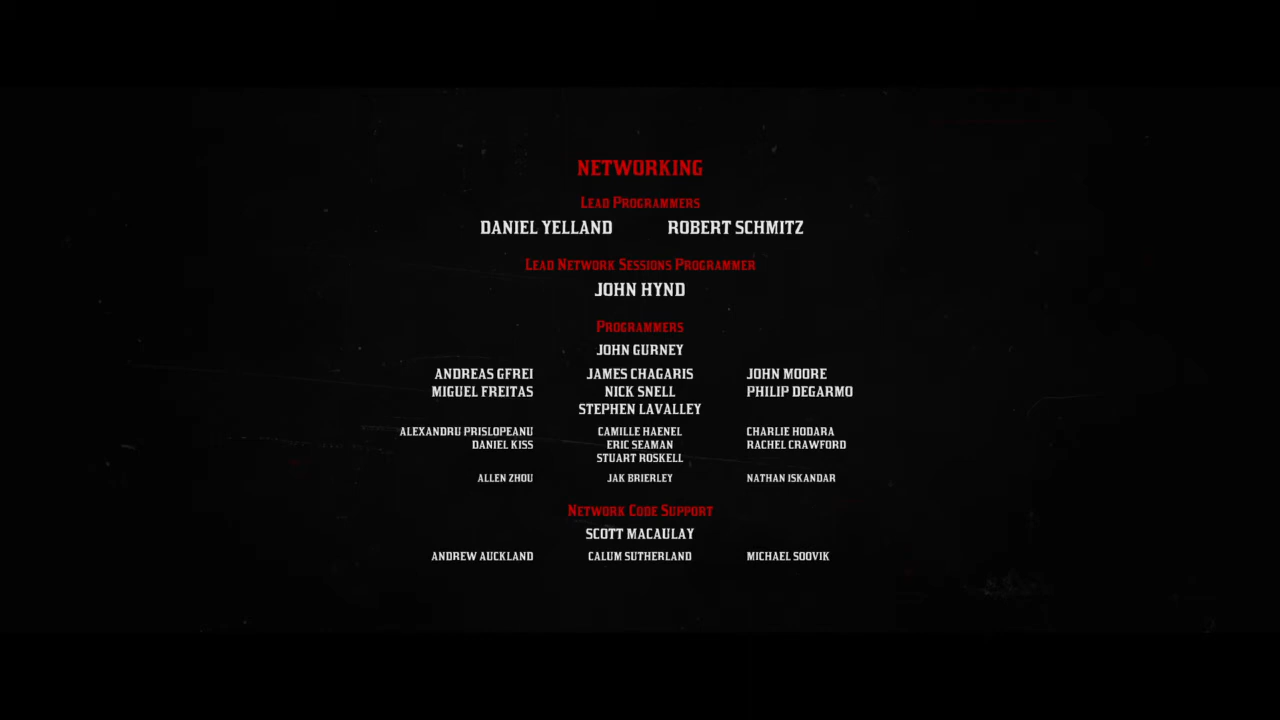 NETWORKING
LEAD PROGRAMMERS
DANIEL YELLAND ROBERT SCHMITZ
LEAD NETWORK SESSIONS PROGRAMMER
JOHN HYND
PROGRAMMERS
JOHN GURNEY
ANDREAS GFREI JAMES CHAGARIS JOHN MOORE
MIGUEL FREITAS NICK SNELL PHILIP DEGARMO
STEPHEN LAVALLEY
ALEXANDRU PRISLOPEANU CAMILLE HAENEL CHARLIE HODARA
DANIEL KISS ERIC SEAMAN RACHEL CRAWFORD
STUART ROSKELL
ALLEN ZHOU JAK BRIERLEY NATHAN ISKANDAR
NETWORK CODE SUPPORT
SCOTT MACAULAY
ANDREW AUCKLAND CALUM SUTHERLAND MICHAEL SOOVIK